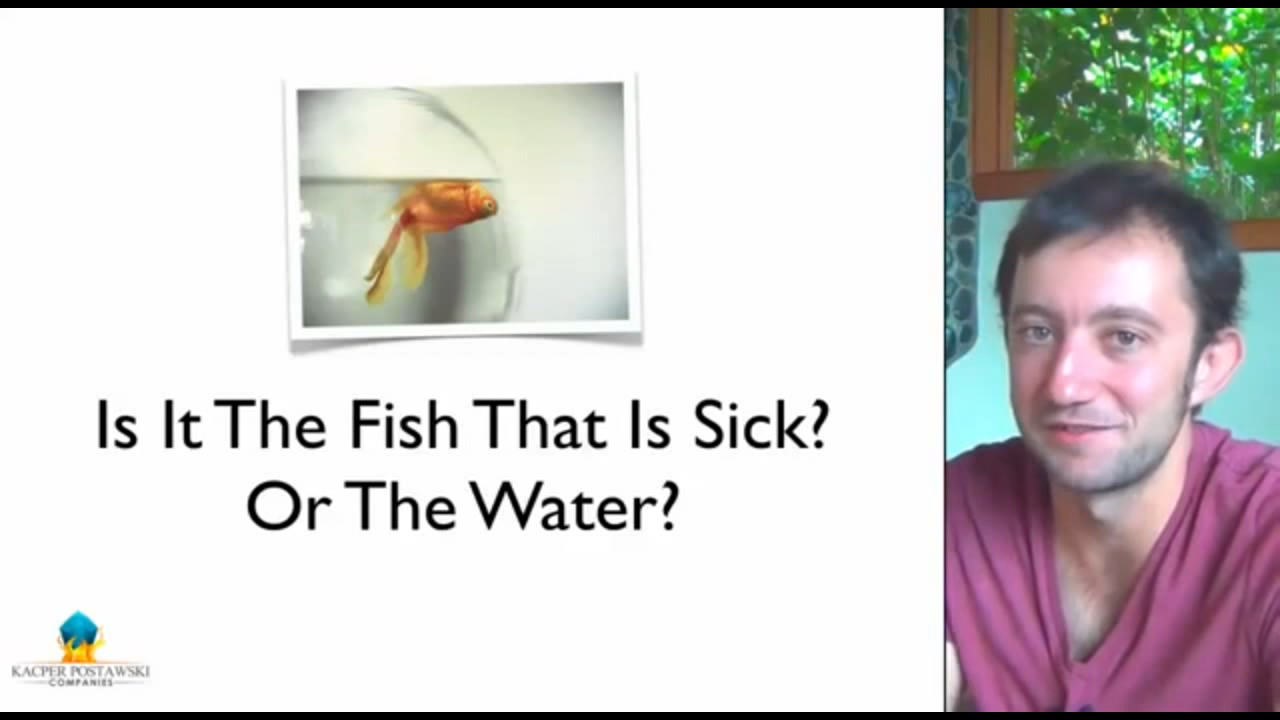 Is It The Fish That Is Sick?
Or The Water?
KACPER POSTAWSKI
COMPANIES